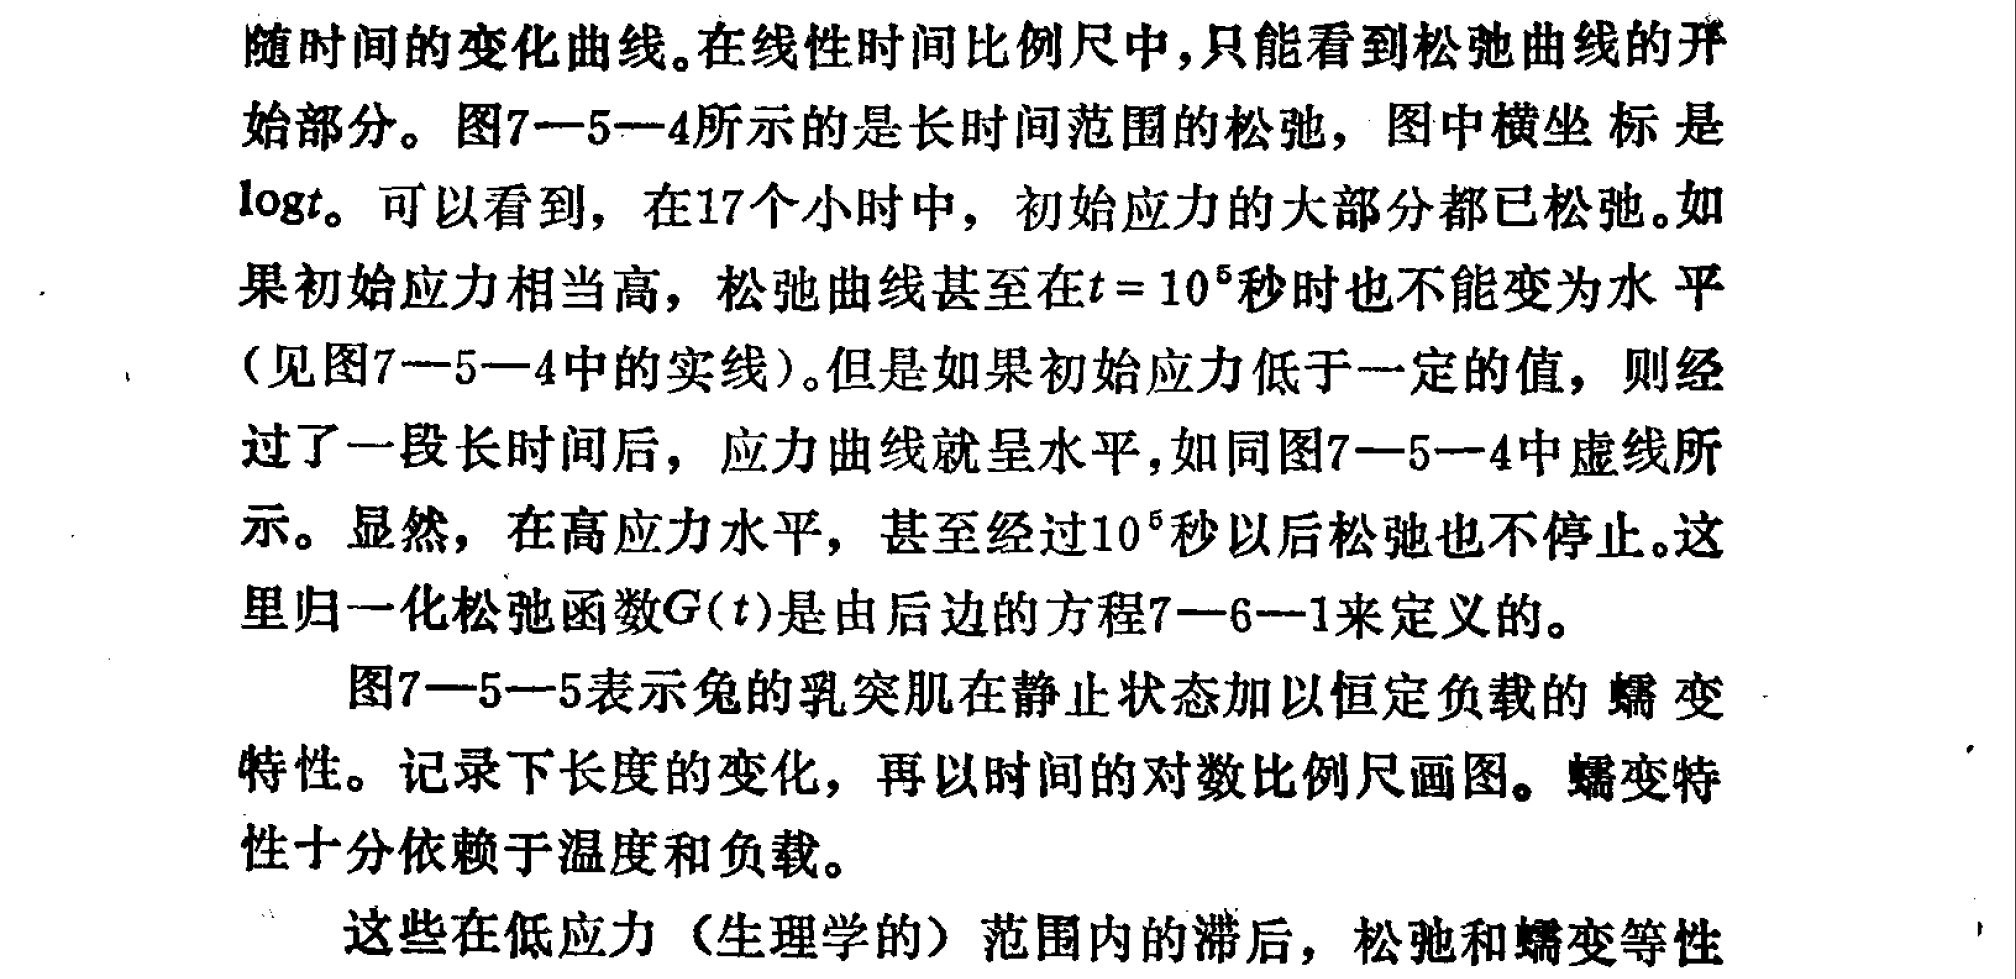 随时间的变化曲线。在线性时间比例尺中,只能看到松弛曲线的开
始部分。图7—5—4所示的是长时间范围的松弛，图中横坐标是
logt。可以看到，在17个小时中，初始应力的大部分都已松弛。如
果初始应力相当高，松弛曲线甚至在t=10⁵秒时也不能变为水平
（见图7—5—4中的实线）。但是如果初始应力低于一定的值，则经
过了一段长时间后，应力曲线就呈水平,如同图7—5—4中虚线所
示。显然，在高应力水平，甚至经过10⁵秒以后松弛也不停止。这
里归一化松弛函数G(t)是由后边的方程7—6—1来定义的。
图7—5—5表示兔的乳突肌在静止状态加以恒定负载的蠕变
特性。记录下长度的变化，再以时间的对数比例尺画图。蠕变特
性十分依赖于温度和负载。
这些在低应力（生理学的）范围内的滞后，松弛和蠕变等性